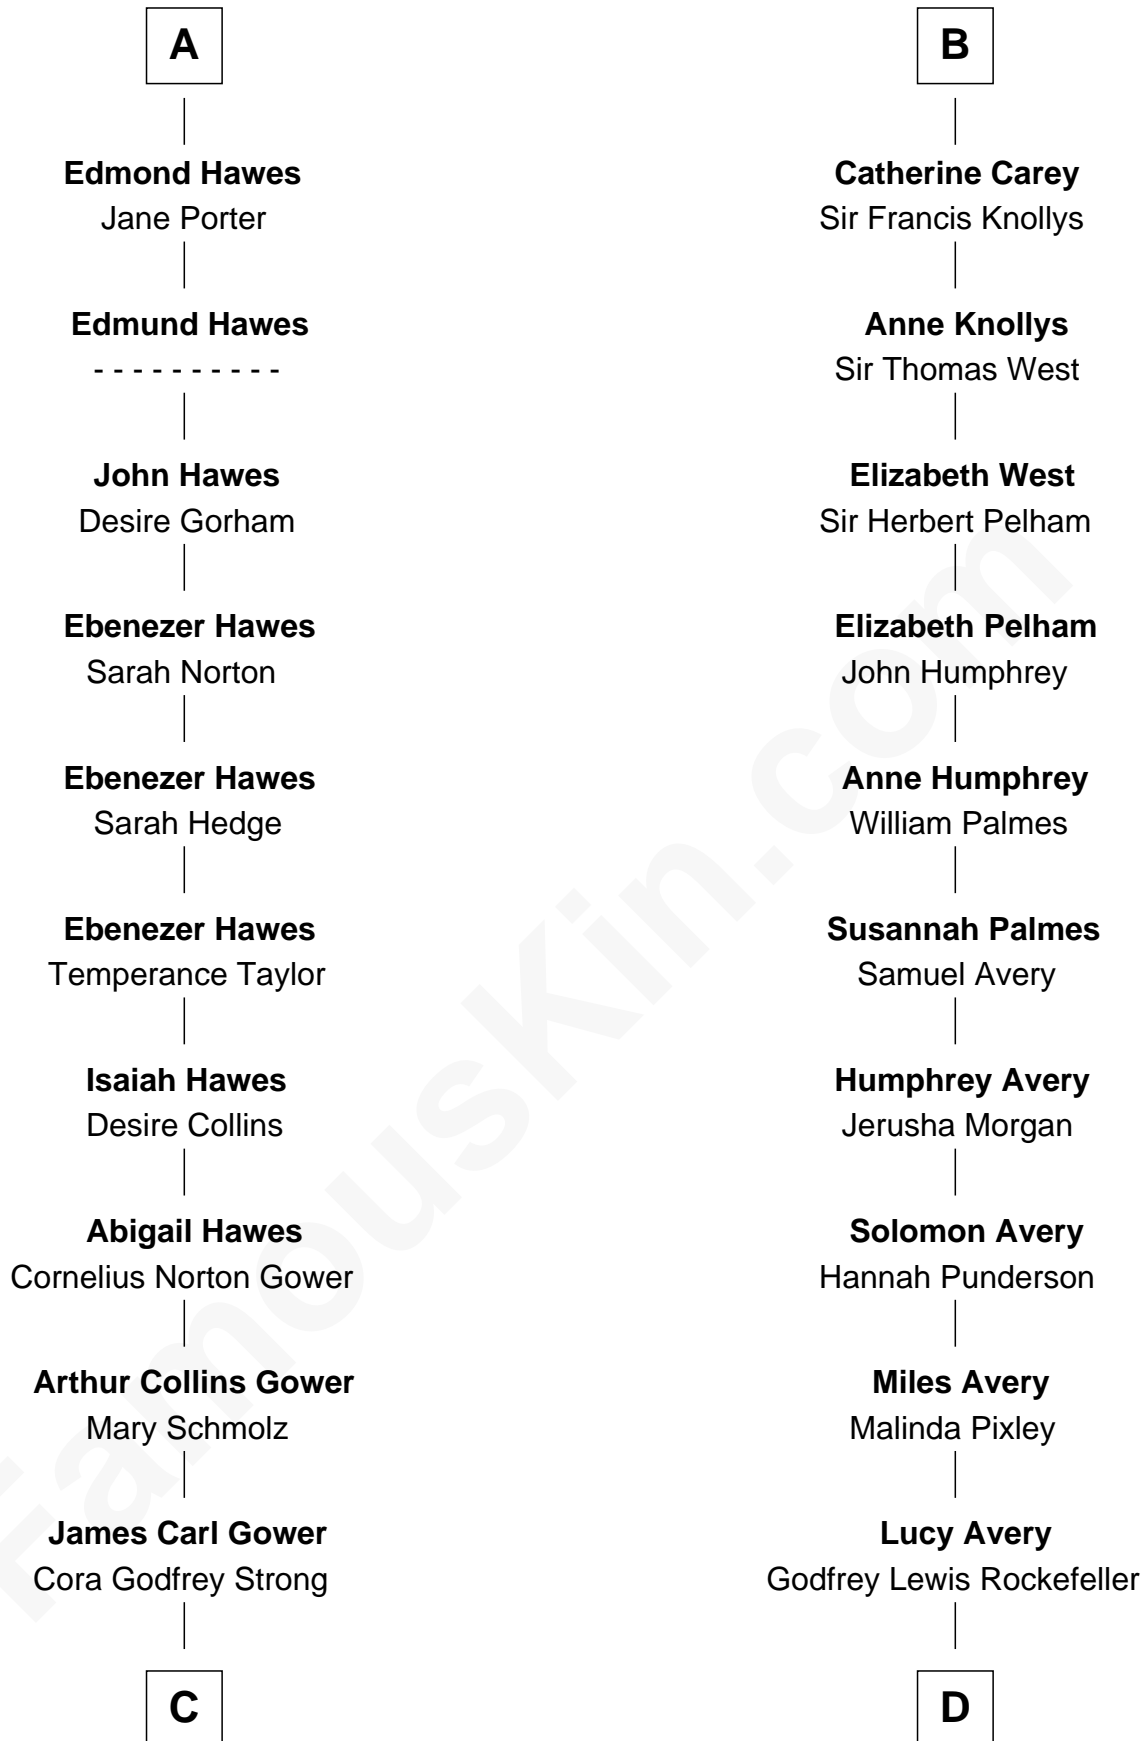 A
Edmond Hawes
Jane Porter
Edmund Hawes
- - - - - - - - - -
John Hawes
Desire Gorham
Ebenezer Hawes
Sarah Norton
Ebenezer Hawes
Sarah Hedge
Ebenezer Hawes
Temperance Taylor
Isaiah Hawes
Desire Collins
Abigail Hawes
Cornelius Norton Gower
Arthur Collins Gower
Mary Schmolz
James Carl Gower
Cora Godfrey Strong
C
B
Catherine Carey
Sir Francis Knollys
Anne Knollys
Sir Thomas West
Elizabeth West
Sir Herbert Pelham
Elizabeth Pelham
John Humphrey
Anne Humphrey
William Palmes
Susannah Palmes
Samuel Avery
Humphrey Avery
Jerusha Morgan
Solomon Avery
Hannah Punderson
Miles Avery
Malinda Pixley
Lucy Avery
Godfrey Lewis Rockefeller
D
FamousKin.com